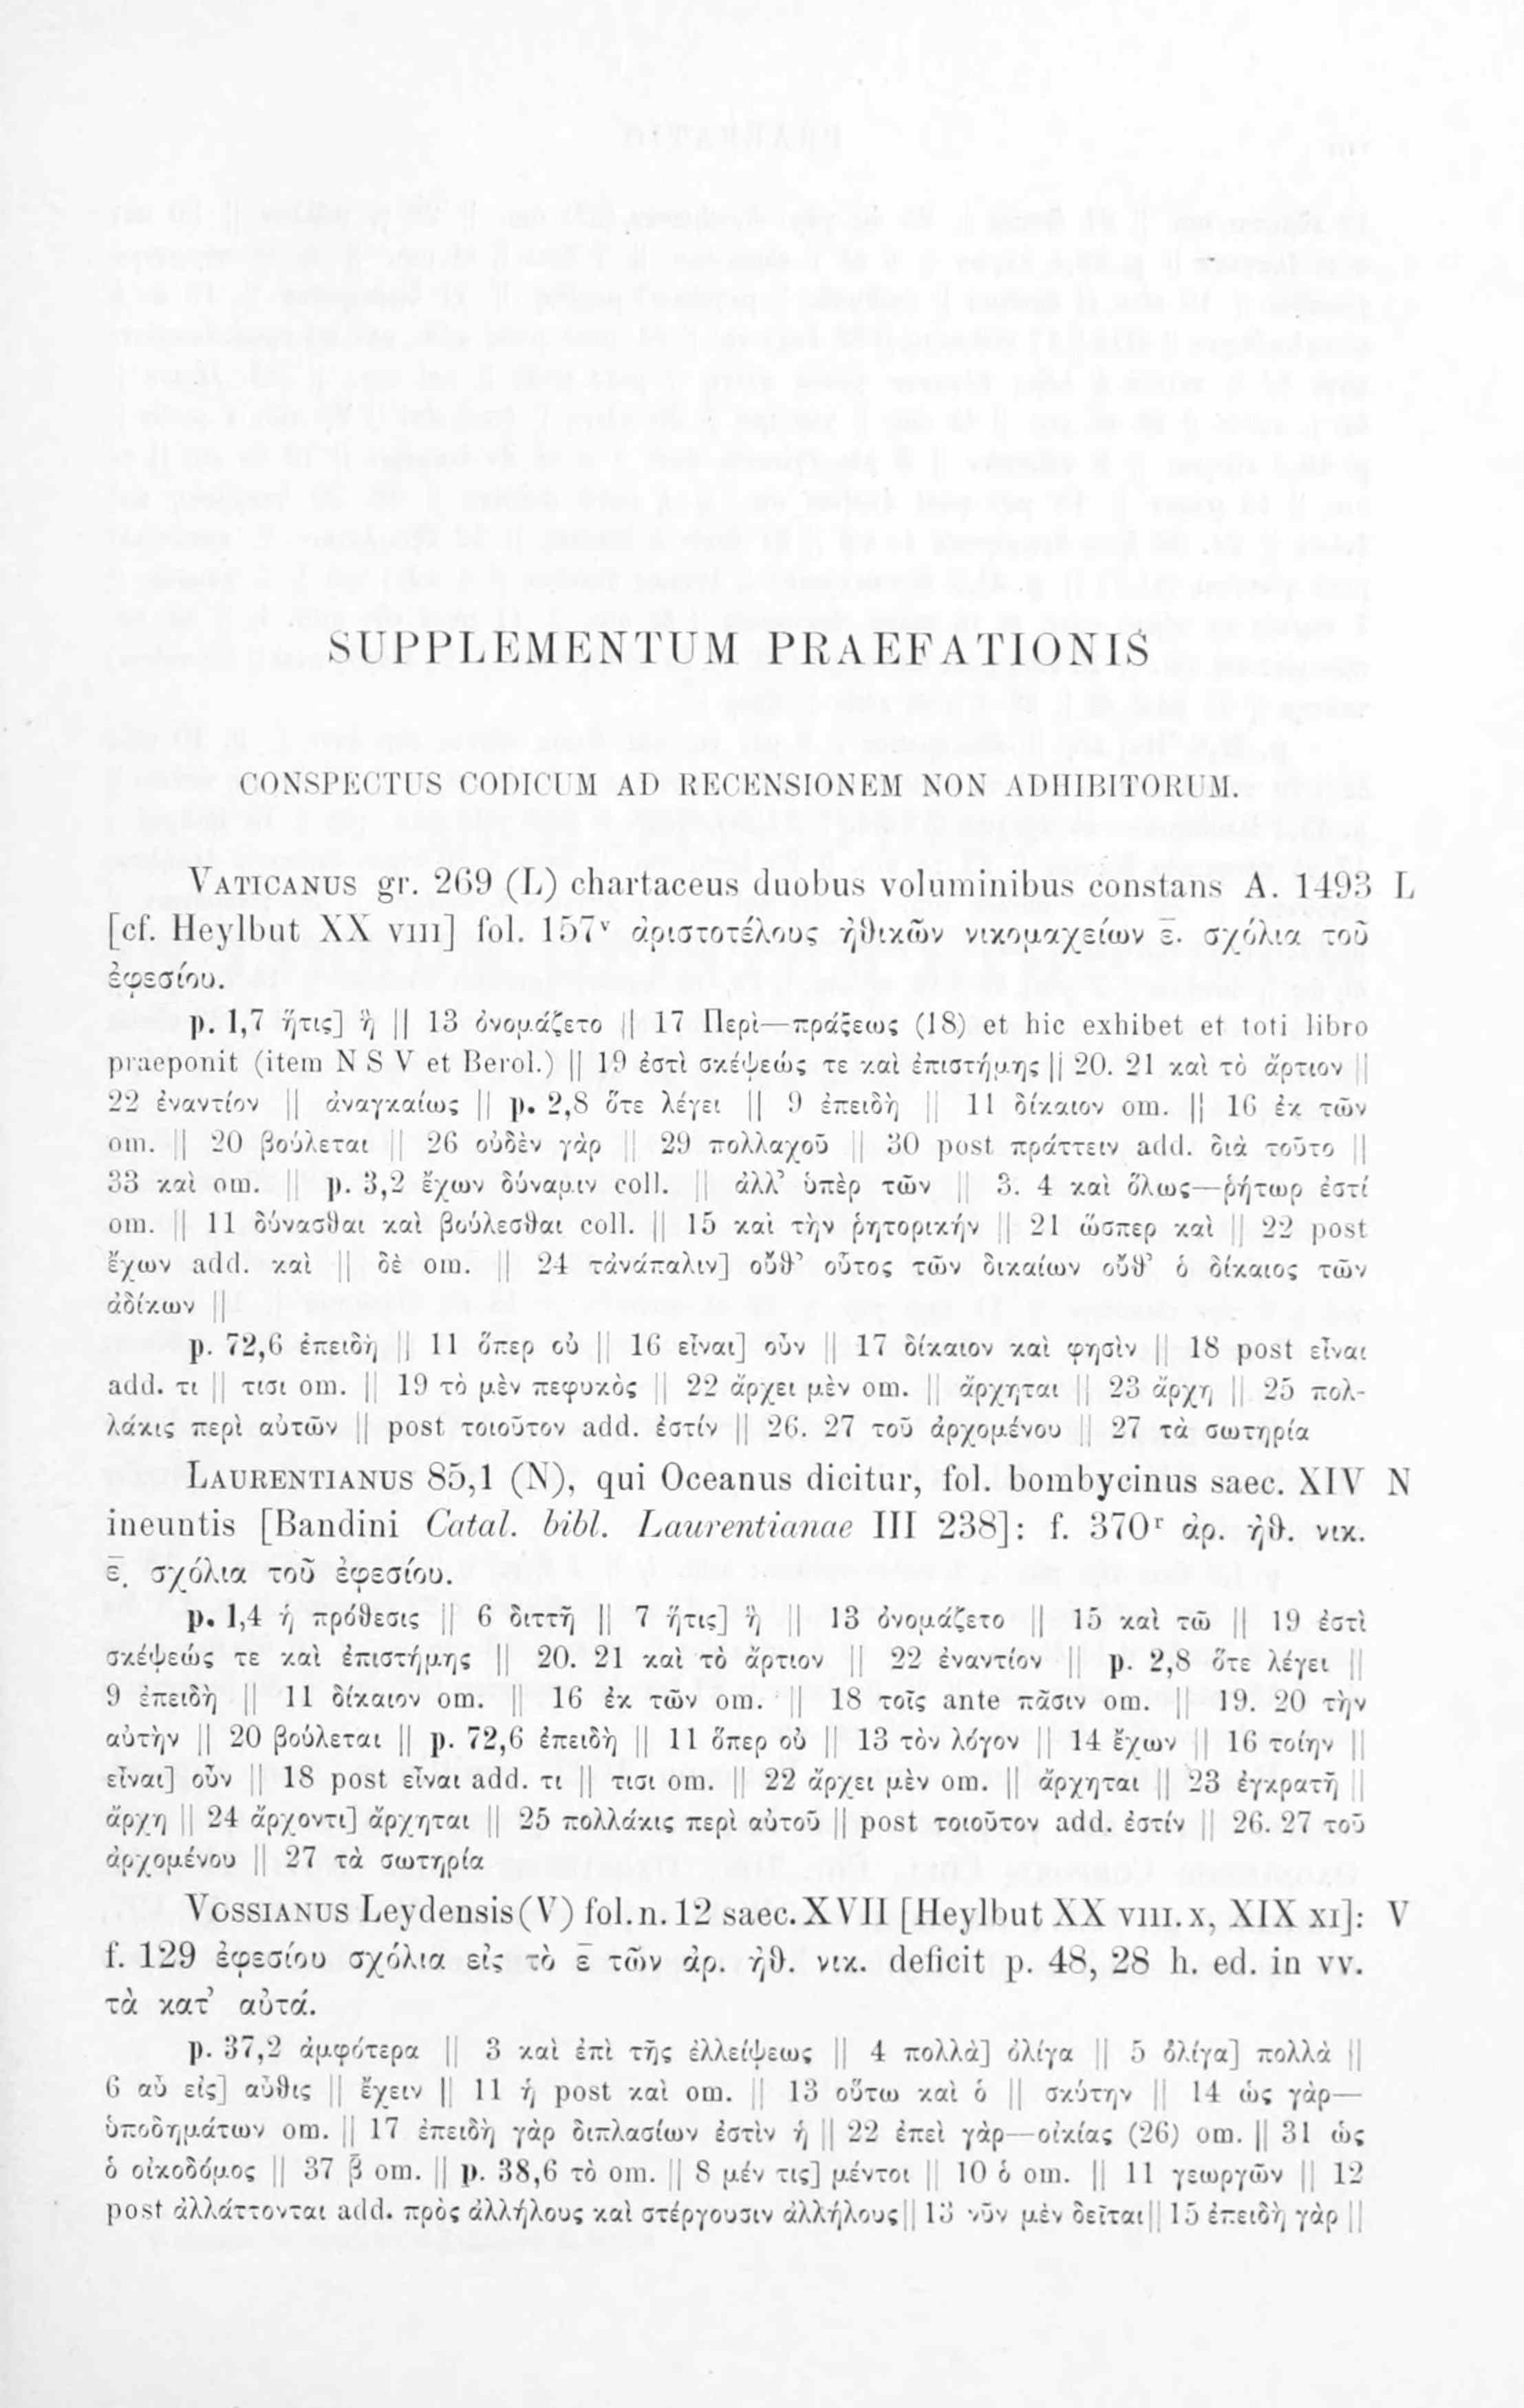 SUPPLEMENTUM PRAEFATIONIS
CONSPECTUS CODICUM AD RECENSIONEM NON ADHIBITORUM.
VATICANUS gr. 269 (L) chartaceus duobus voluminibus constans A. 1493 L
[cf. Heylbut XX VIII] fol. 157ᵛ ἀριστοτέλους ἠθικῶν νικομαχείων ε̄. σχόλια τοῦ
ἐφεσίου.
p. 1,7 ἥτις] ἢ || 13 ὀνομάζετο || 17 Περὶ—πράξεως (18) et hic exhibet et toti libro
praeponit (item N S V et Berol.) || 19 ἐστὶ σκέψεώς τε καὶ ἐπιστήμης || 20. 21 καὶ τὸ ἄρτιον ||
22 ἐναντίον || ἀναγκαίως || p. 2,8 ὅτε λέγει || 9 ἐπειδὴ || 11 δίκαιον om. || 16 ἐκ τῶν
om. || 20 βούλεται || 26 οὐδὲν γὰρ || 29 πολλαχοῦ || 30 post πράττειν add. διὰ τοῦτο ||
33 καὶ om. || p. 3,2 ἔχων δύναμιν coll. || ἀλλ’ ὑπὲρ τῶν || 3. 4 καὶ ὅλως—ῥήτωρ ἐστί
om. || 11 δύνασθαι καὶ βούλεσθαι coll. || 15 καὶ τὴν ῥητορικήν || 21 ὥσπερ καὶ || 22 post
ἔχων add. καὶ || δὲ om. || 24 τἀνάπαλιν] οὔθ’ οὗτος τῶν δικαίων οὔθ’ ὁ δίκαιος τῶν
ἀδίκων ||
p. 72,6 ἐπειδὴ || 11 ὅπερ οὐ || 16 εἶναι] οὖν || 17 δίκαιον καὶ φησὶν || 18 post εἶναι
add. τι || τισι om. || 19 τὸ μὲν πεφυκὸς || 22 ἄρχει μὲν om. || ἄρχηται || 23 ἄρχη || 25 πολ-
λάκις περὶ αὐτῶν || post τοιοῦτον add. ἐστίν || 26. 27 τοῦ ἀρχομένου || 27 τὰ σωτηρία
LAURENTIANUS 85,1 (N), qui Oceanus dicitur, fol. bombycinus saec. XIV N
ineuntis [Bandini Catal. bibl. Laurentianae III 238]: f. 370ʳ ἀρ. ἠθ. νικ.
ε̄. σχόλια τοῦ ἐφεσίου.
p. 1,4 ἡ πρόθεσις || 6 διττῆ || 7 ἥτις] ἢ || 13 ὀνομάζετο || 15 καὶ τῶ || 19 ἐστὶ
σκέψεώς τε καὶ ἐπιστήμης || 20. 21 καὶ τὸ ἄρτιον || 22 ἐναντίον || p. 2,8 ὅτε λέγει ||
9 ἐπειδὴ || 11 δίκαιον om. || 16 ἐκ τῶν om. || 18 τοῖς ante πᾶσιν om. || 19. 20 τὴν
αὐτὴν || 20 βούλεται || p. 72,6 ἐπειδὴ || 11 ὅπερ οὐ || 13 τὸν λόγον || 14 ἔχων || 16 τοίην ||
εἶναι] οὖν || 18 post εἶναι add. τι || τισι om. || 22 ἄρχει μὲν om. || ἄρχηται || 23 ἐγκρατῆ ||
ἄρχη || 24 ἄρχοντι] ἄρχηται || 25 πολλάκις περὶ αὐτοῦ || post τοιοῦτον add. ἐστίν || 26. 27 τοῦ
ἀρχομένου || 27 τὰ σωτηρία
VOSSIANUS Leydensis (V) fol. n. 12 saec. XVII [Heylbut XX VIII. X, XIX XI]: V
f. 129 ἐφεσίου σχόλια εἰς τὸ ε̄ τῶν ἀρ. ἠθ. νικ. deficit p. 48, 28 h. ed. in vv.
τὰ κατ’ αὐτά.
p. 37,2 ἀμφότερα || 3 καὶ ἐπὶ τῆς ἐλλείψεως || 4 πολλὰ] ὀλίγα || 5 ὀλίγα] πολλὰ ||
6 αὖ εἰς] αὖθις || ἔχειν || 11 ἡ post καὶ om. || 13 οὕτω καὶ ὁ || σκύτην || 14 ὡς γὰρ—
ὑποδημάτων om. || 17 ἐπειδὴ γὰρ διπλασίων ἐστὶν ἡ || 22 ἐπεὶ γὰρ—οἰκίας (26) om. || 31 ὡς
ὁ οἰκοδόμος || 37 β̄ om. || p. 38,6 τὸ om. || 8 μέν τις] μέντοι || 10 ὁ om. || 11 γεωργῶν || 12
post ἀλλάττονται add. πρὸς ἀλλήλους καὶ στέργουσιν ἀλλήλους || 13 νῦν μὲν δεῖται || 15 ἐπειδὴ γὰρ ||